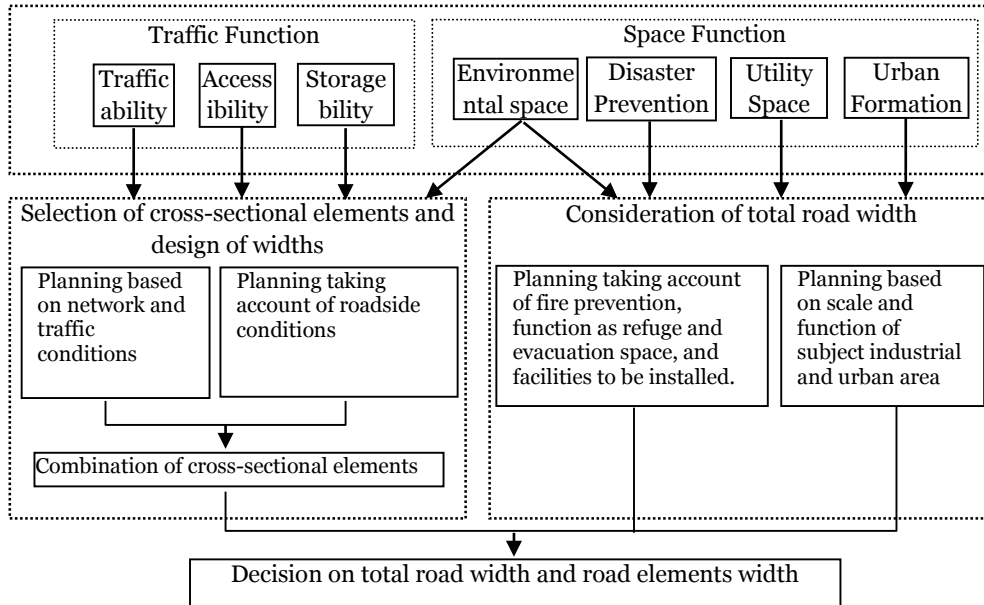 Traffic Function
Traffic
ability
Access
ibility
Storage
bility
Space Function
Environme
ntal space
Disaster
Prevention
Utility
Space
Urban
Formation
Selection of cross-sectional elements and
design of widths
Planning based
on network and
traffic
conditions
Planning taking
account of roadside
conditions
Combination of cross-sectional elements
Consideration of total road width
Planning taking account
of fire prevention,
function as refuge and
evacuation space, and
facilities to be installed.
Planning based
on scale and
function of
subject industrial
and urban area
Decision on total road width and road elements width